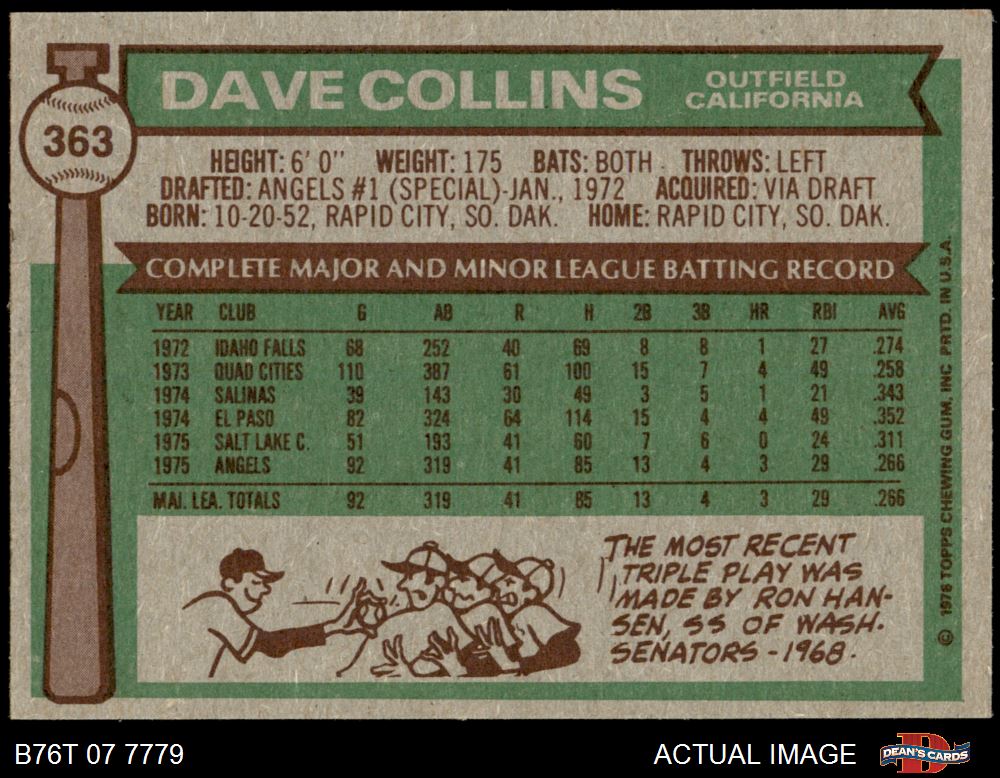 363
DAVE COLLINS
OUTFIELD
CALIFORNIA
HEIGHT: 6' 0" WEIGHT: 175 BATS: BOTH THROWS: LEFT
DRAFTED: ANGELS #1 (SPECIAL)-JAN., 1972 ACQUIRED: VIA DRAFT
BORN: 10-20-52, RAPID CITY, SO. DAK. HOME: RAPID CITY, SO. DAK.
COMPLETE MAJOR AND MINOR LEAGUE BATTING RECORD
YEAR CLUB G AB R H 2B 3B HR RBI AVG
1972 IDAHO FALLS 68 252 40 69 8 8 1 27 .274
1973 QUAD CITIES 110 387 61 100 15 7 4 49 .258
1974 SALINAS 39 143 30 49 3 5 1 21 .343
1974 EL PASO 82 324 64 114 15 4 4 49 .352
1975 SALT LAKE C. 51 193 41 60 7 6 0 24 .311
1975 ANGELS 92 319 41 85 13 4 3 29 .266
MAJ. LEA. TOTALS 92 319 41 85 13 4 3 29 .266
THE MOST RECENT
TRIPLE PLAY WAS
MADE BY RON HAN-
SEN, SS OF WASH.
SENATORS - 1968.
© 1976 TOPPS CHEWING GUM, INC PRTD. IN U.S.A.
B76T 07 7779
ACTUAL IMAGE
DEAN'S CARDS